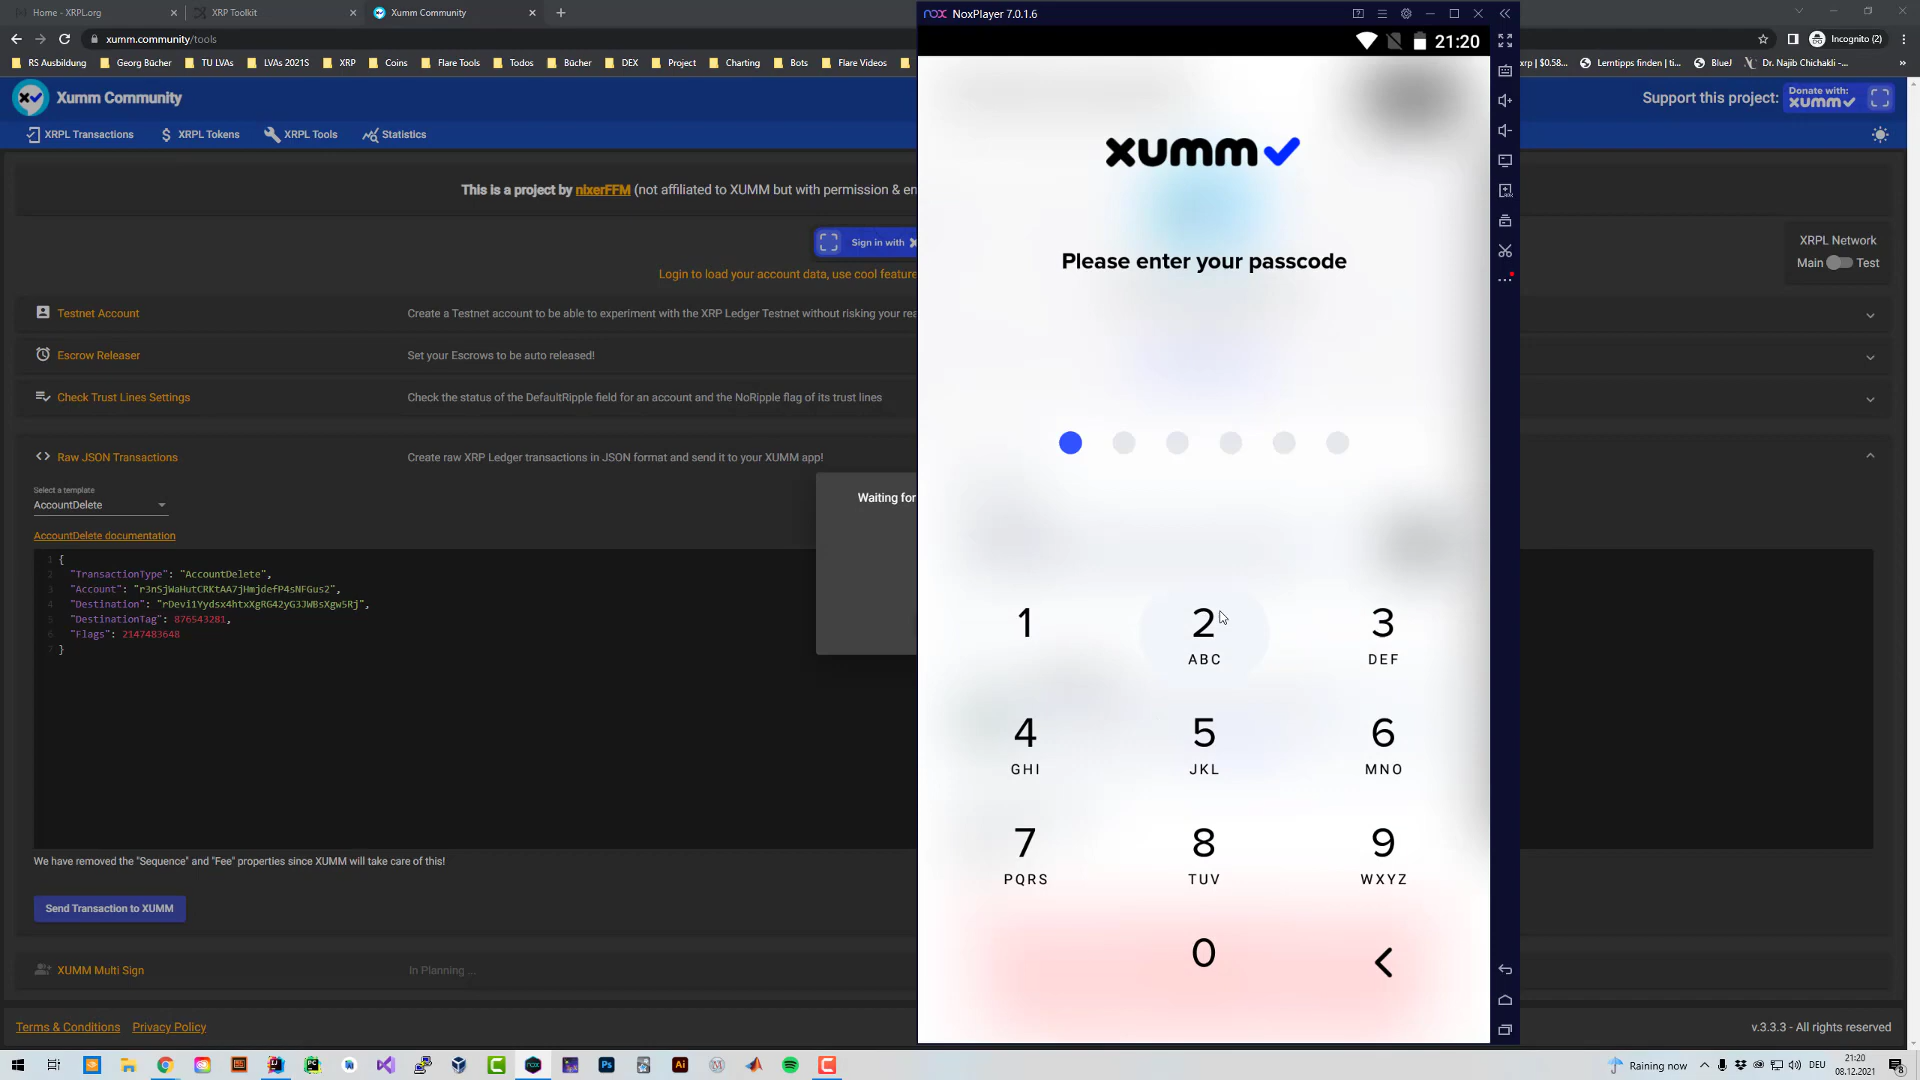 Home - XRPL.org
XRP Toolkit
Xumm Community
xumm.community/tools
Incognito (2)
RS Ausbildung
Georg Bücher
TU LVAs
LVAs 2021S
XRP
Coins
Flare Tools
Todos
Bücher
DEX
Project
Charting
Bots
Flare Videos
xrp | $0.58...
Lerntipps finden | ti...
BlueJ
Dr. Najib Chichakli -...
Xumm Community
Support this project:
Donate with:
xumm
XRPL Transactions
XRPL Tokens
XRPL Tools
Statistics
This is a project by nixerFFM (not affiliated to XUMM but with permission & en
Sign in with
Login to load your account data, use cool feature
XRPL Network
Main
Test
Testnet Account
Create a Testnet account to be able to experiment with the XRP Ledger Testnet without risking your rea
Escrow Releaser
Set your Escrows to be auto released!
Check Trust Lines Settings
Check the status of the DefaultRipple field for an account and the NoRipple flag of its trust lines
Raw JSON Transactions
Create raw XRP Ledger transactions in JSON format and send it to your XUMM app!
Select a template
AccountDelete
AccountDelete documentation
Waiting for
1 {
2 "TransactionType": "AccountDelete",
3 "Account": "r3nSjWaHutCRKtAA7jHmjdefP4sNFGus2",
4 "Destination": "rDevi1Yydsx4htxXgRG42yG3JWBsXgw5Rj",
5 "DestinationTag": 876543281,
6 "Flags": 2147483648
7 }
We have removed the "Sequence" and "Fee" properties since XUMM will take care of this!
Send Transaction to XUMM
XUMM Multi Sign
In Planning ...
Terms & Conditions
Privacy Policy
v.3.3.3 - All rights reserved
nox
NoxPlayer 7.0.1.6
21:20
xumm
Please enter your passcode
1
2
ABC
3
DEF
4
GHI
5
JKL
6
MNO
7
PQRS
8
TUV
9
WXYZ
0
Raining now
DEU
21:20
08.12.2021